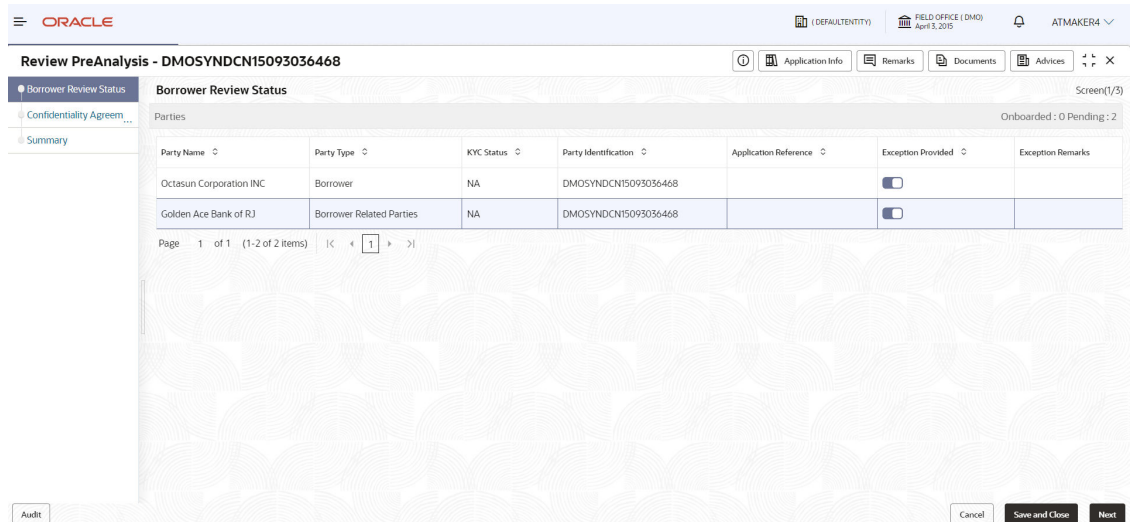 ORACLE
(DEFAULTENTITY)
FIELD OFFICE ( DMO)
April 3, 2015
ATMAKER4
Review PreAnalysis - DMOSYNDCN15093036468
Application Info
Remarks
Documents
Advices
Borrower Review Status
Confidentiality Agreem...
Summary
Borrower Review Status
Screen(1/3)
Parties
Onboarded : 0 Pending : 2
Party Name Party Type KYC Status Party Identification Application Reference Exception Provided Exception Remarks
Octasun Corporation INC Borrower NA DMOSYNDCN15093036468
Golden Ace Bank of RJ Borrower Related Parties NA DMOSYNDCN15093036468
Page 1 of 1 (1-2 of 2 items) 1
Audit
Cancel
Save and Close
Next